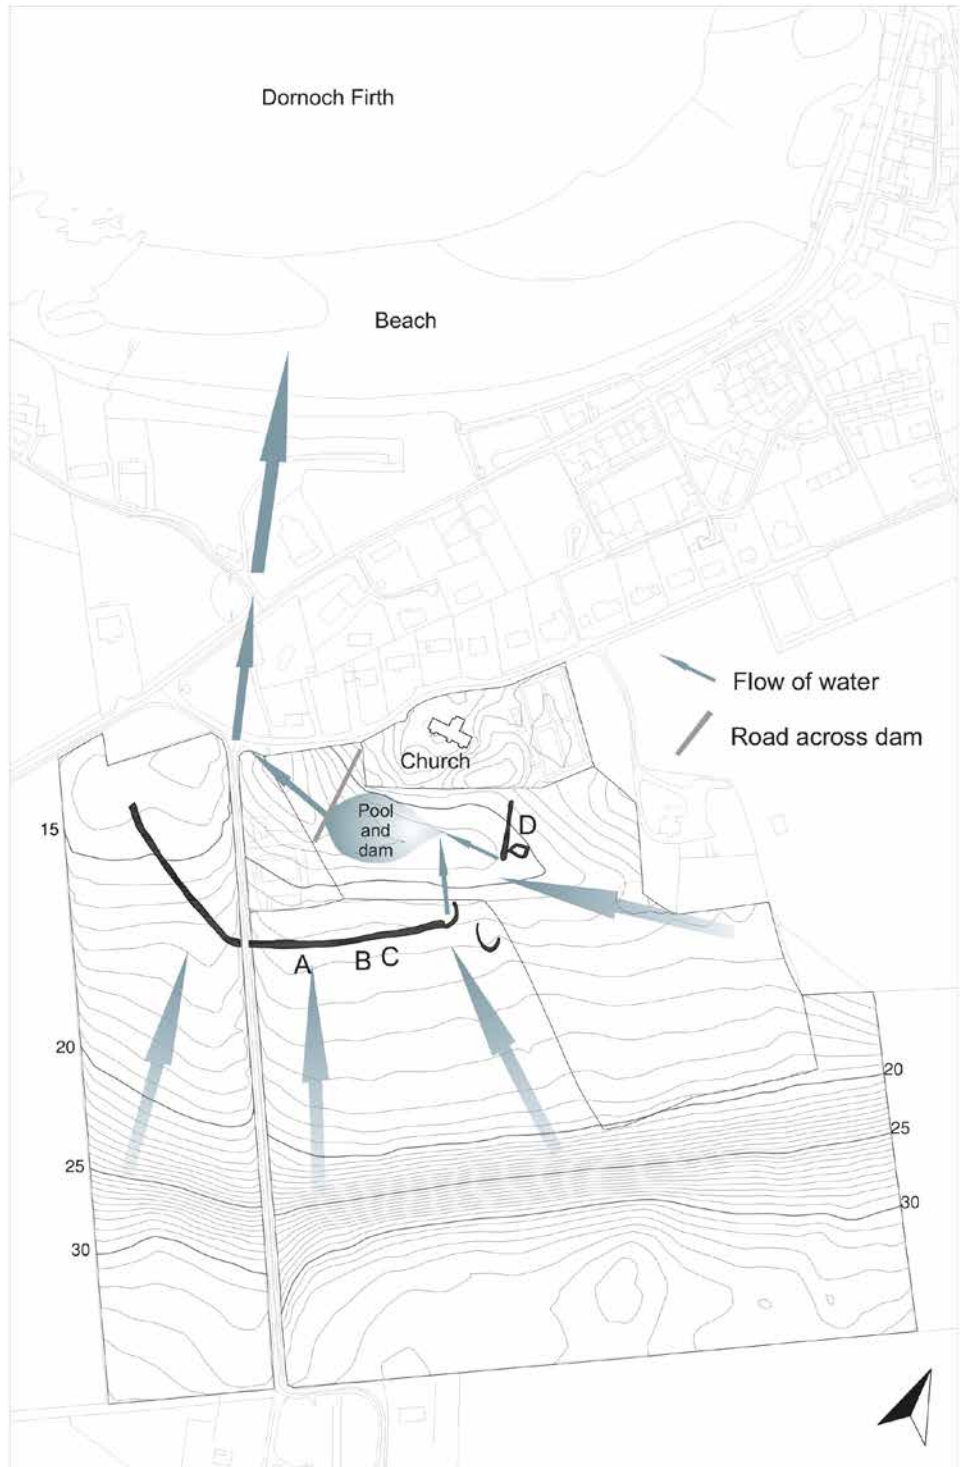 Dornoch Firth
Beach
Flow of water
Road across dam
Church
Pool
and
dam
15
D
A
B
C
20
20
25
25
30
30